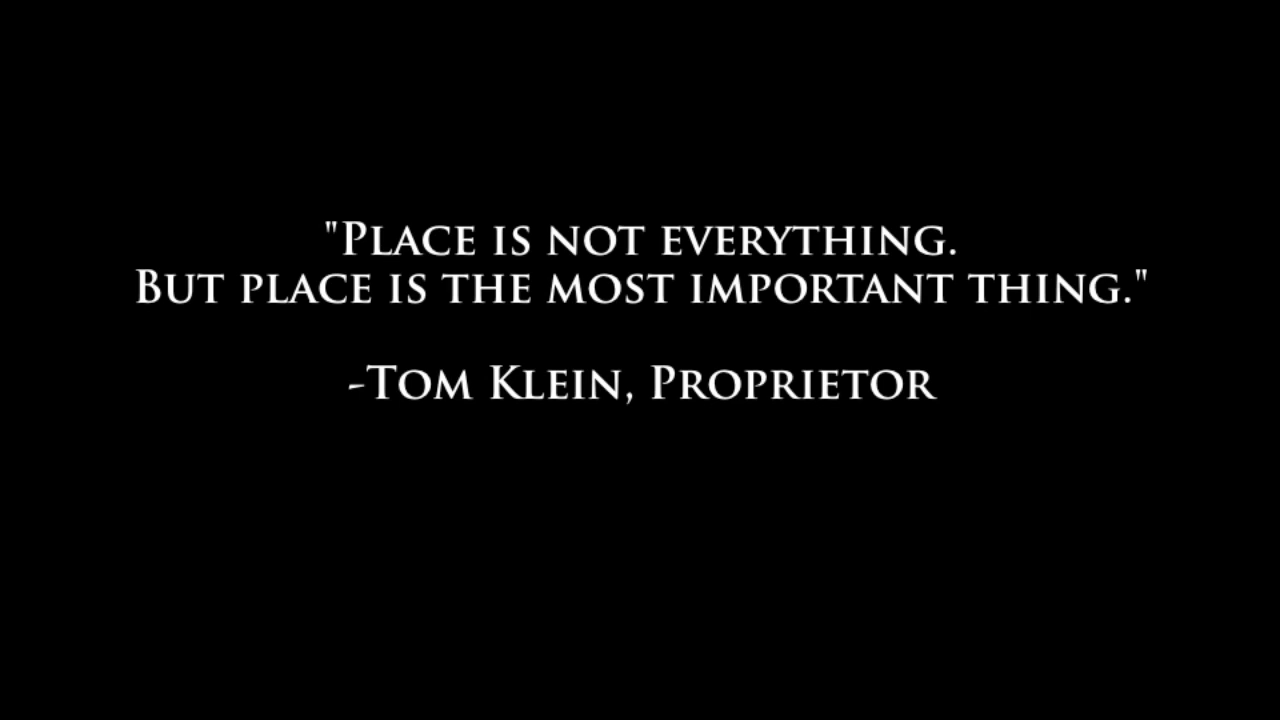 "Place is not everything.
But place is the most important thing."
-Tom Klein, Proprietor